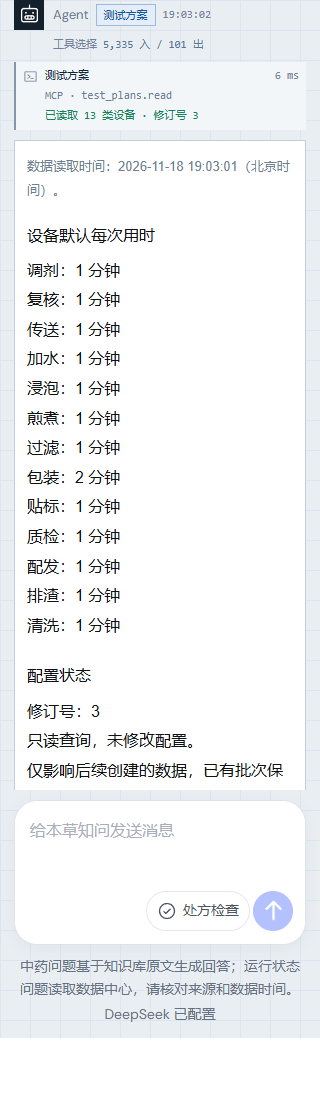 Agent 测试方案 19:03:02
工具选择 5,335 入 / 101 出
测试方案 6 ms
MCP · test_plans.read
已读取 13 类设备 · 修订号 3
数据读取时间：2026-11-18 19:03:01（北京时
间）。
设备默认每次用时
调剂：1 分钟
复核：1 分钟
传送：1 分钟
加水：1 分钟
浸泡：1 分钟
煎煮：1 分钟
过滤：1 分钟
包装：2 分钟
贴标：1 分钟
质检：1 分钟
配发：1 分钟
排渣：1 分钟
清洗：1 分钟
配置状态
修订号：3
只读查询，未修改配置。
仅影响后续创建的数据，已有批次保
给本草知问发送消息
处方检查
中药问题基于知识库原文生成回答；运行状态
问题读取数据中心，请核对来源和数据时间。
DeepSeek 已配置